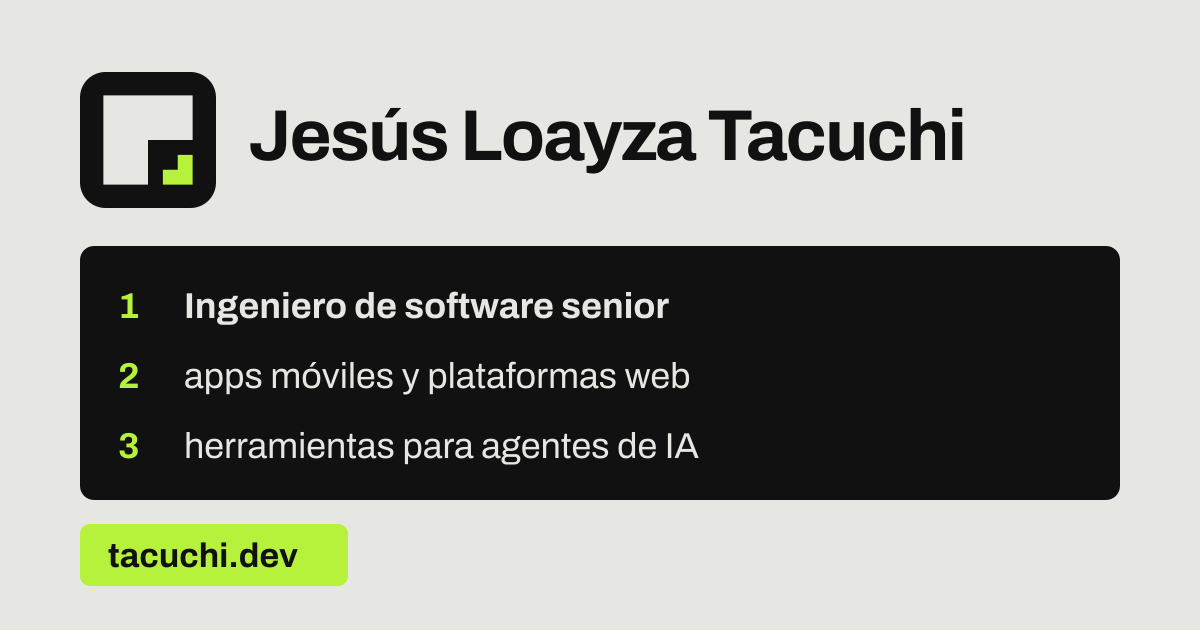 Jesús Loayza Tacuchi
1 Ingeniero de software senior
2 apps móviles y plataformas web
3 herramientas para agentes de IA
tacuchi.dev